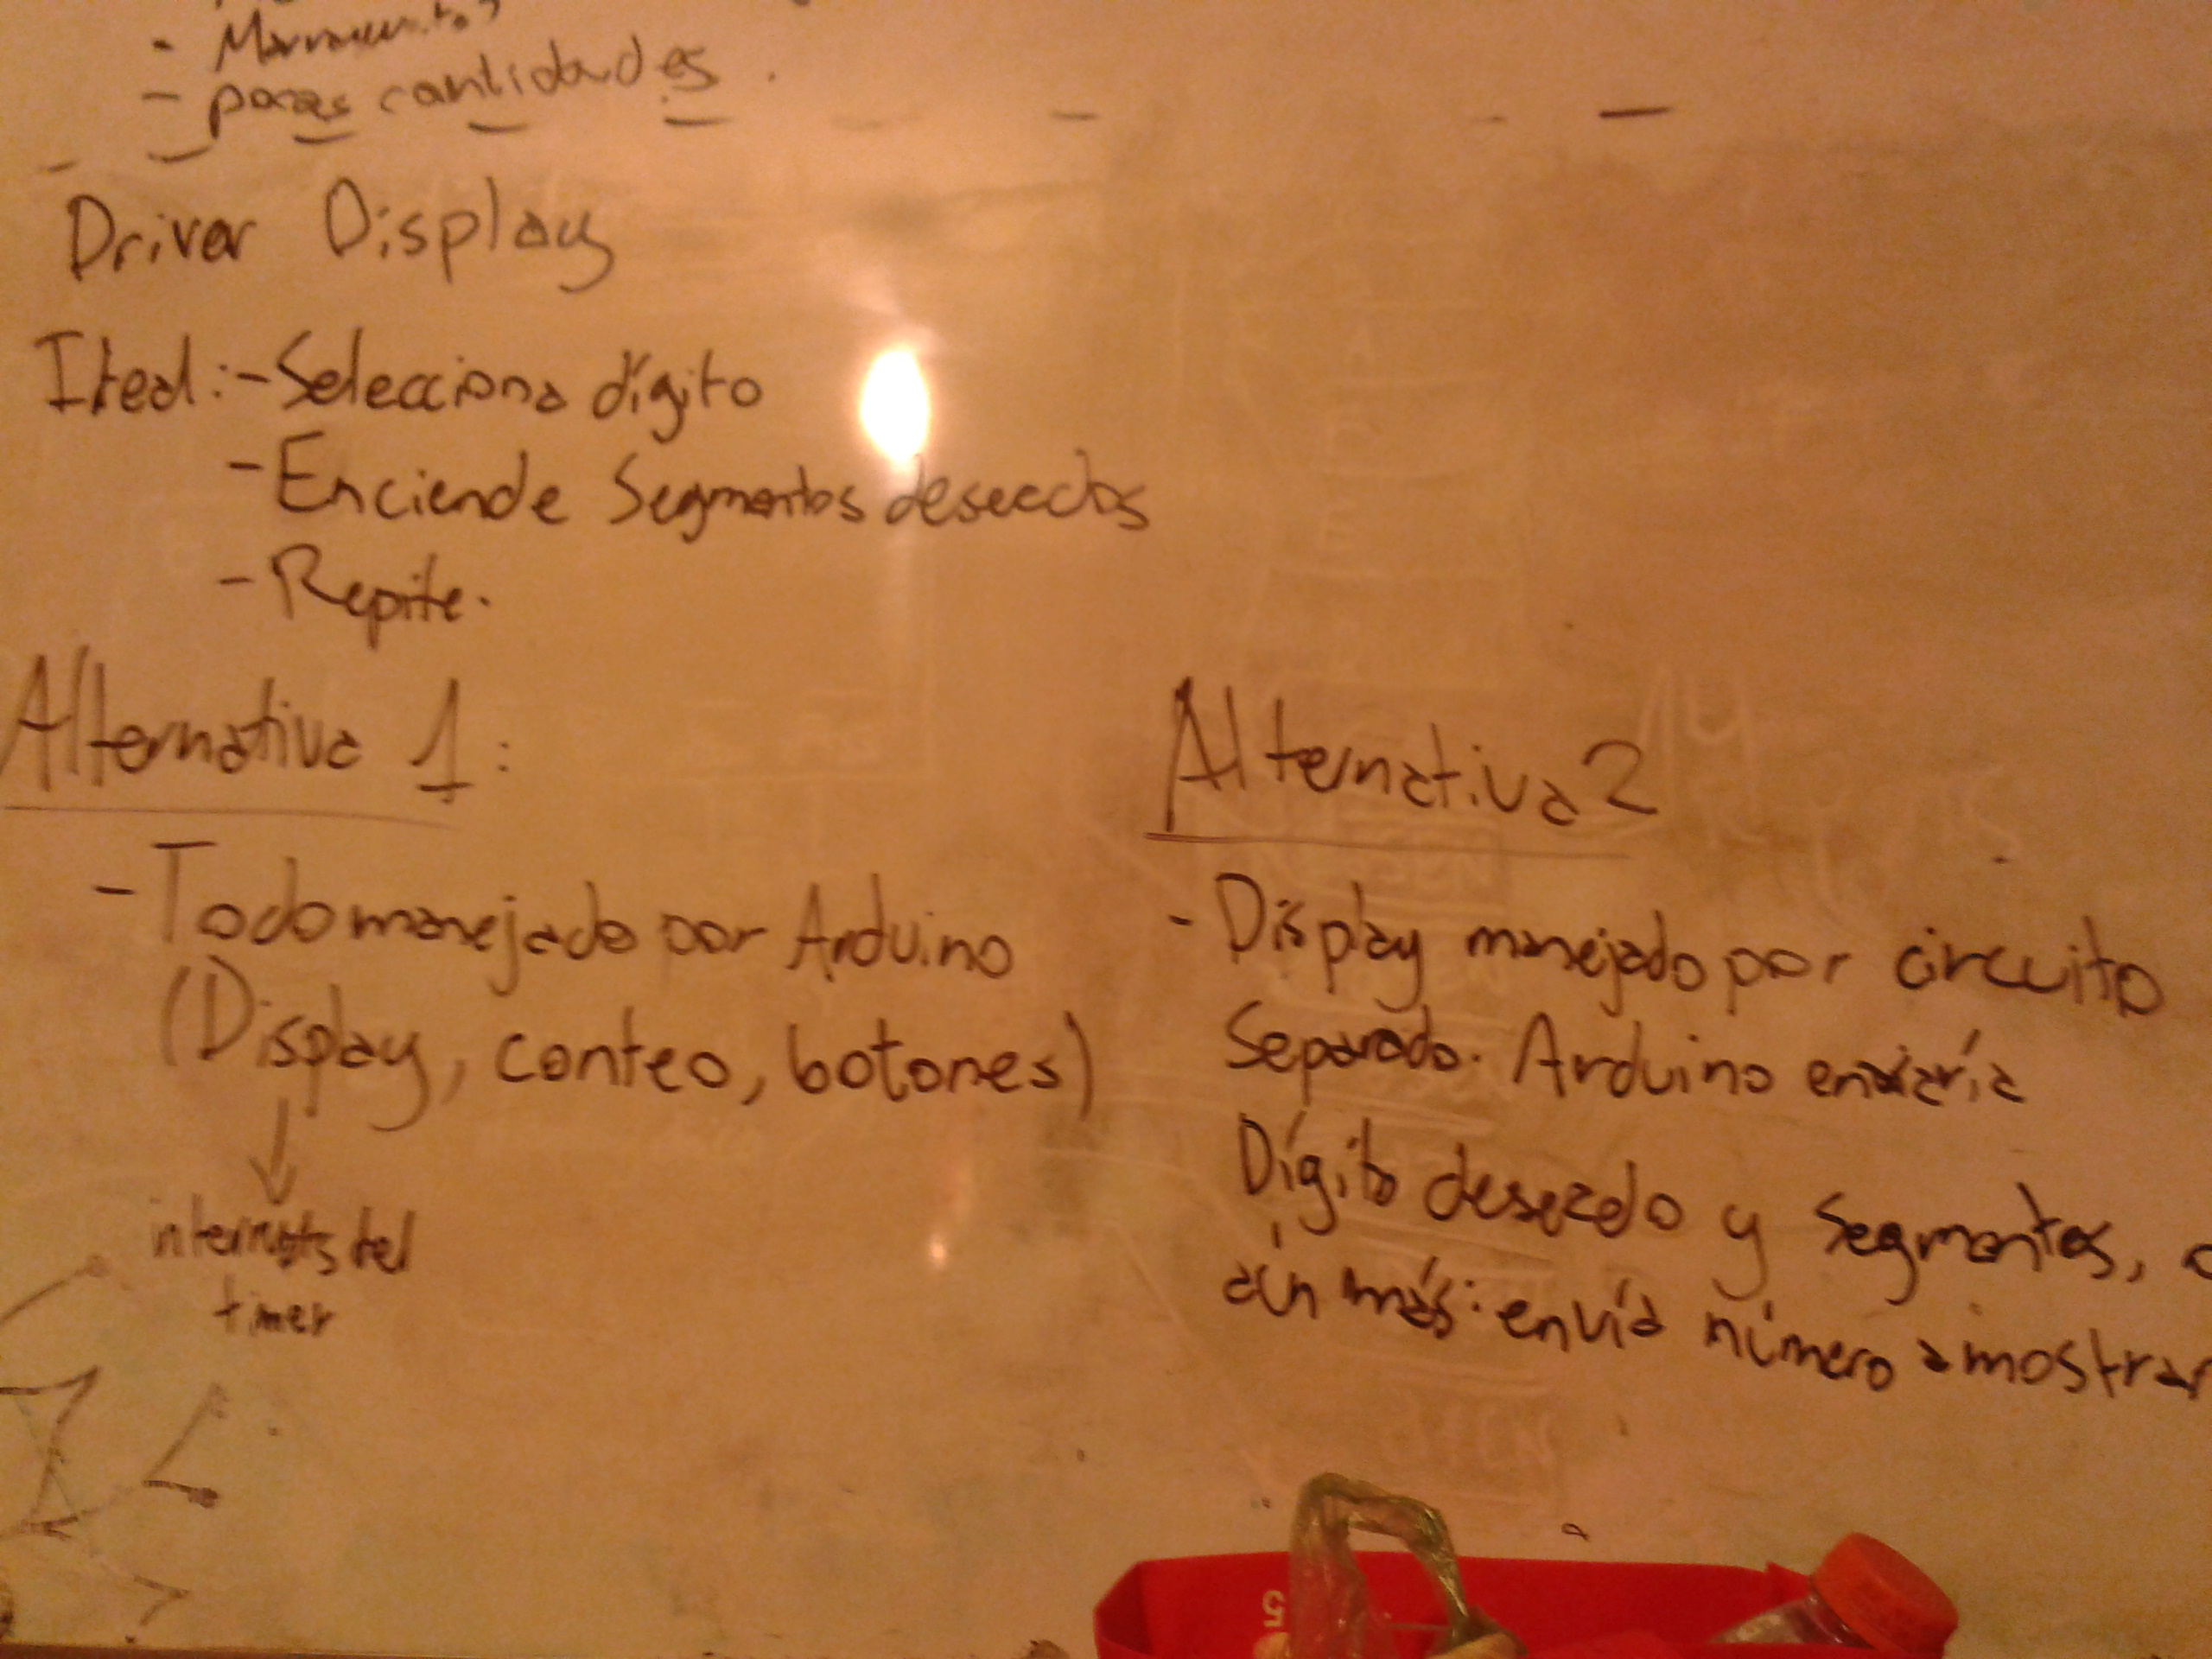 - pocas cantidades.
Driver Display
Ideal:-Selecciona dígito
-Enciende Segmentos deseados
-Repite.
Alternativa 1:
-Todo manejado por Arduino
(Display, conteo, botones)
interrupts del
timer
Alternativa 2
-Display manejado por circuito
Separado. Arduino enviaría
Dígito deseado y segmentos, o
aún más: envía número a mostrar